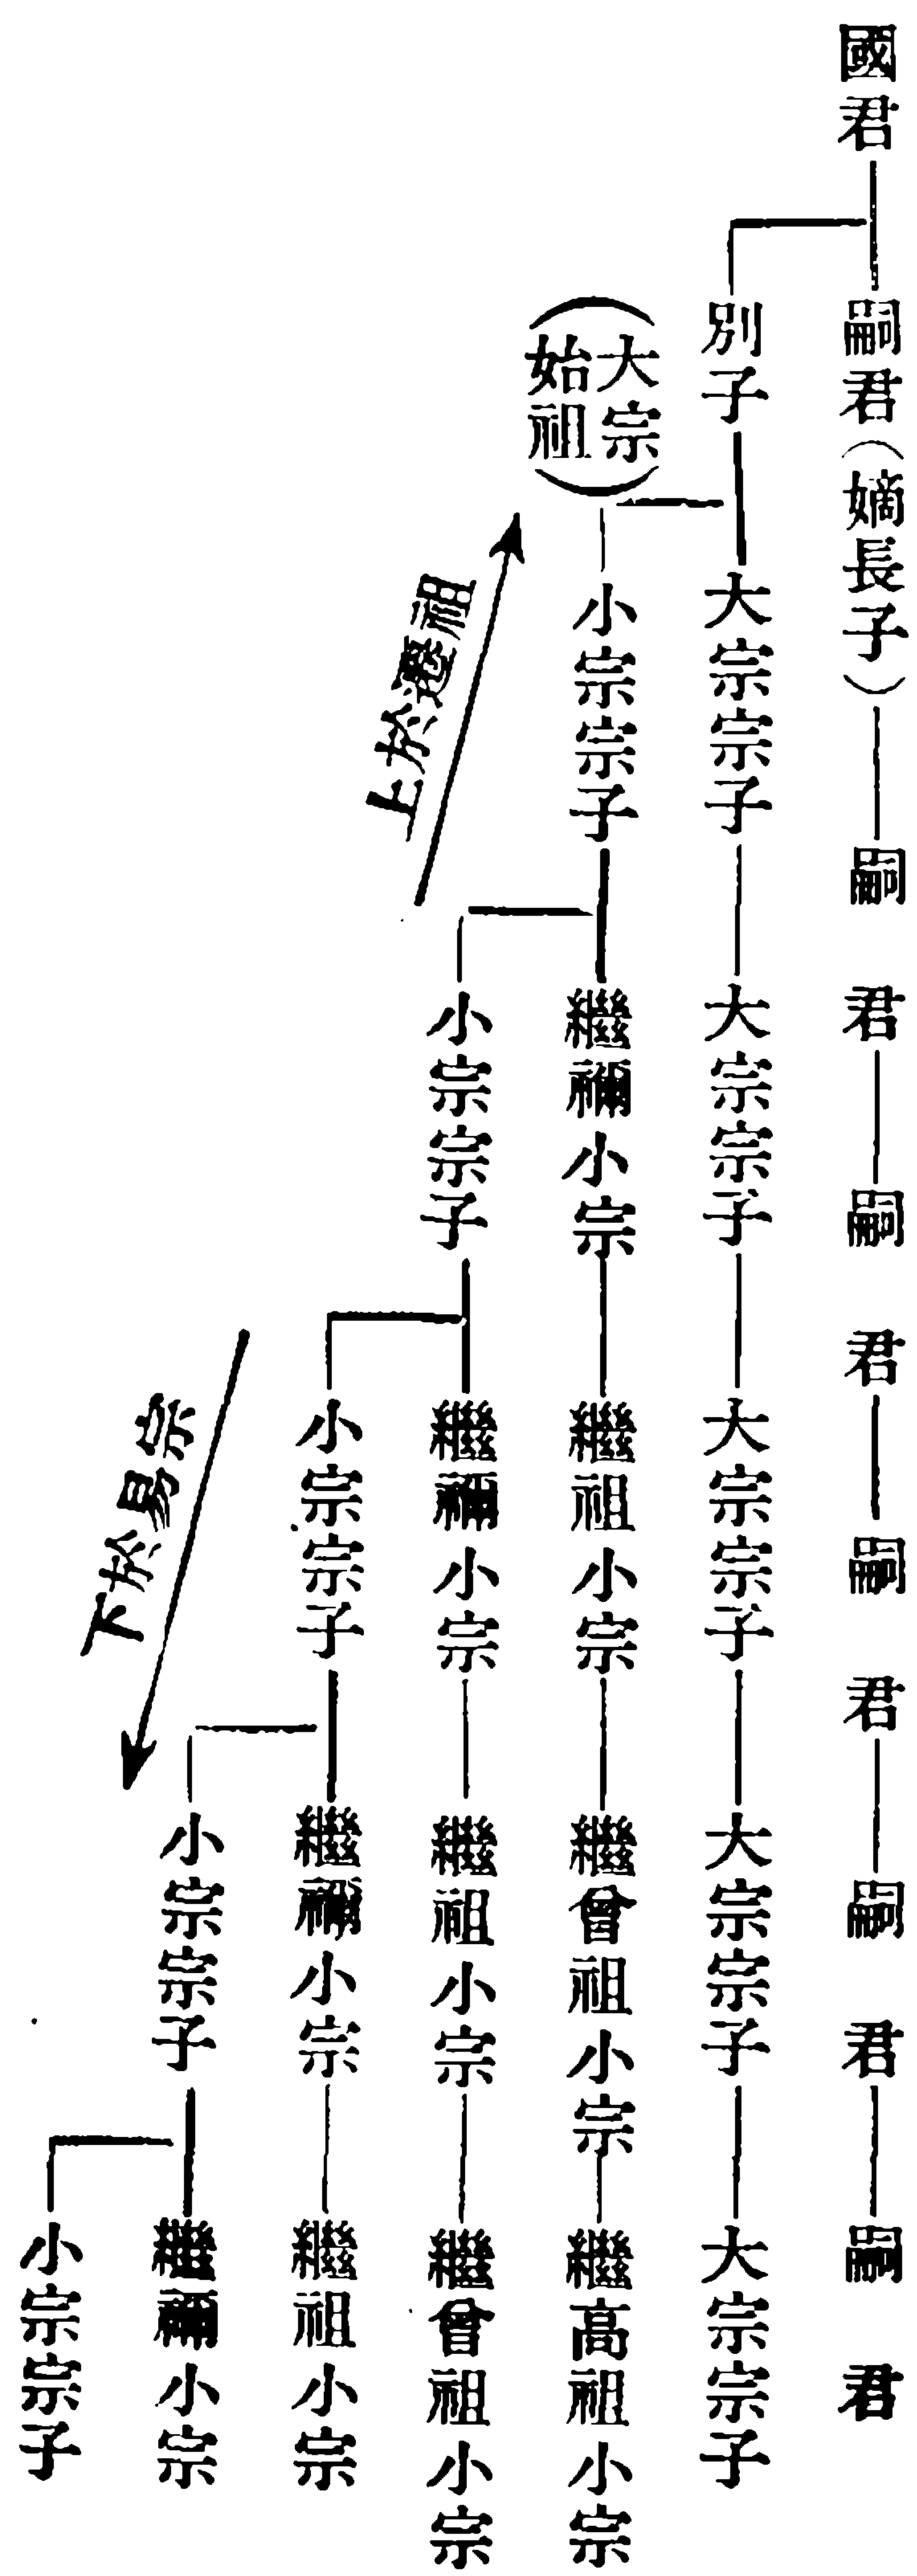 國君 嗣君（嫡長子） 嗣君 嗣君 嗣君 嗣君 嗣君
別子 大宗宗子 大宗宗子 大宗宗子 大宗宗子 大宗宗子
（大宗
始祖）
小宗宗子 繼禰小宗 繼祖小宗 繼曾祖小宗 繼高祖小宗
祖遷於上
小宗宗子 繼禰小宗 繼祖小宗 繼曾祖小宗
小宗宗子 繼禰小宗 繼祖小宗
宗易於下
小宗宗子 繼禰小宗
小宗宗子